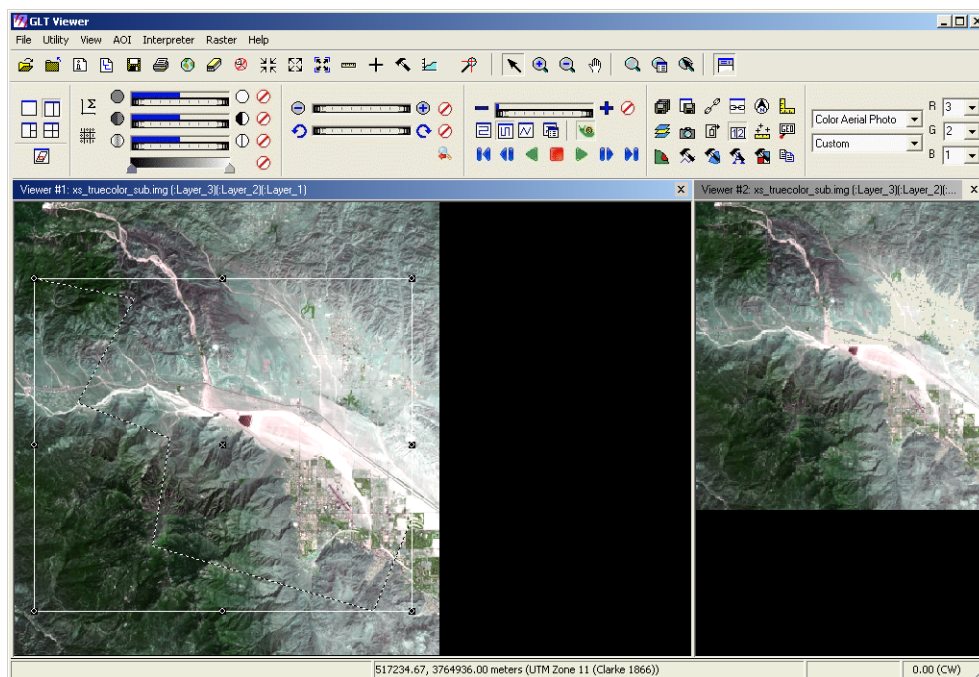 GLT Viewer
File Utility View AOI Interpreter Raster Help
R 3
Color Aerial Photo
G 2
Custom
B 1
Viewer #1: xs_truecolor_sub.img (:Layer_3)(:Layer_2)(:Layer_1)
Viewer #2: xs_truecolor_sub.img (:Layer_3)(:Layer_2)(:...
517234.67, 3764936.00 meters (UTM Zone 11 (Clarke 1866))
0.00 (CW)